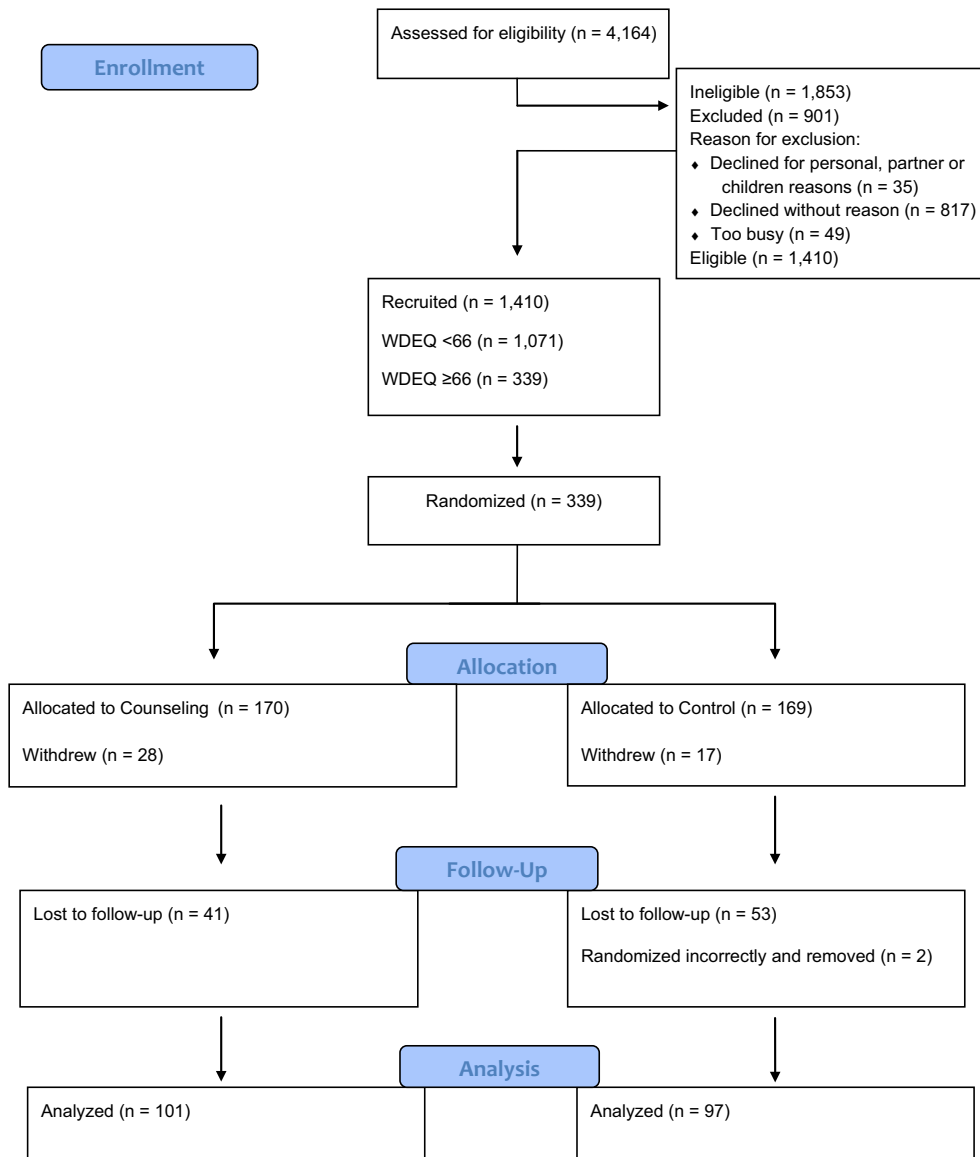 Assessed for eligibility (n = 4,164)
Enrollment
Ineligible (n = 1,853)
Excluded (n = 901)
Reason for exclusion:
♦ Declined for personal, partner or
children reasons (n = 35)
♦ Declined without reason (n = 817)
♦ Too busy (n = 49)
Eligible (n = 1,410)
Recruited (n = 1,410)
WDEQ <66 (n = 1,071)
WDEQ ≥66 (n = 339)
Randomized (n = 339)
Allocation
Allocated to Counseling (n = 170)
Withdrew (n = 28)
Allocated to Control (n = 169)
Withdrew (n = 17)
Follow-Up
Lost to follow-up (n = 41)
Lost to follow-up (n = 53)
Randomized incorrectly and removed (n = 2)
Analysis
Analyzed (n = 101)
Analyzed (n = 97)